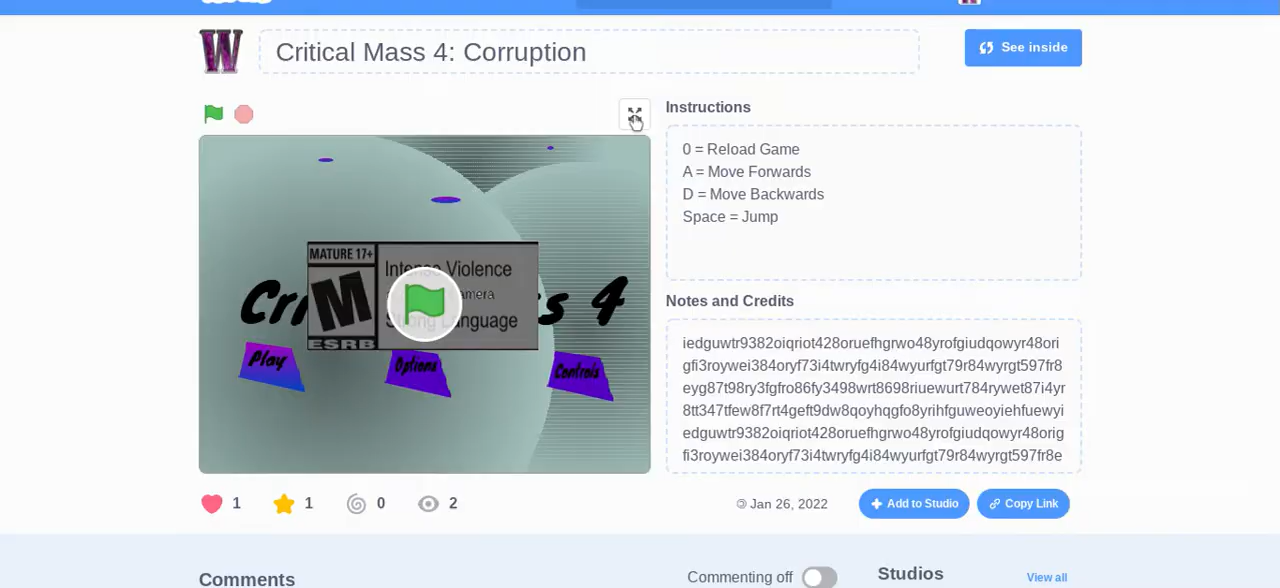 W
Critical Mass 4: Corruption
See inside
Instructions
0 = Reload Game
A = Move Forwards
D = Move Backwards
Space = Jump
MATURE 17+
M
ESRB
Violence
Language
s 4
Play
Options
Controls
Notes and Credits
iedguwtr9382oiqriot428oruefhgrwo48yrofgiudqowyr48ori
gfi3roywei384oryf73i4twryfg4i84wyurfgt79r84wyrgt597fr8
eyg87t98ry3fgfro86fy3498wrt8698riuewurt784rywet87i4yr
8tt347tfew8f7rt4geft9dw8qoyhqgfo8yrihfguweoyiehfuewyi
edguwtr9382oiqriot428oruefhgrwo48yrofgiudqowyr48orig
fi3roywei384oryf73i4twryfg4i84wyurfgt79r84wyrgt597fr8e
1
1
0
2
Jan 26, 2022
Add to Studio
Copy Link
Comments
Commenting off
Studios
View all